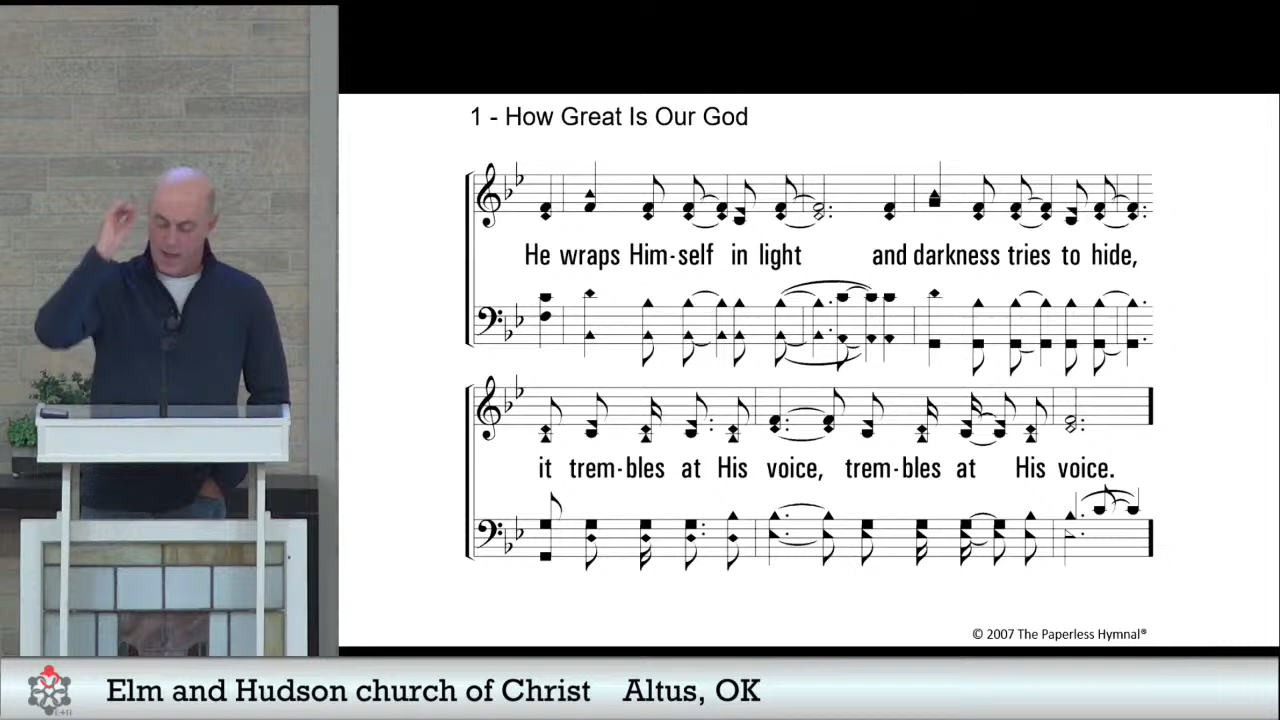 1 - How Great Is Our God
He wraps Him-self in light and darkness tries to hide,
it trem-bles at His voice, trem-bles at His voice.
© 2007 The Paperless Hymnal®
Elm and Hudson church of Christ Altus, OK